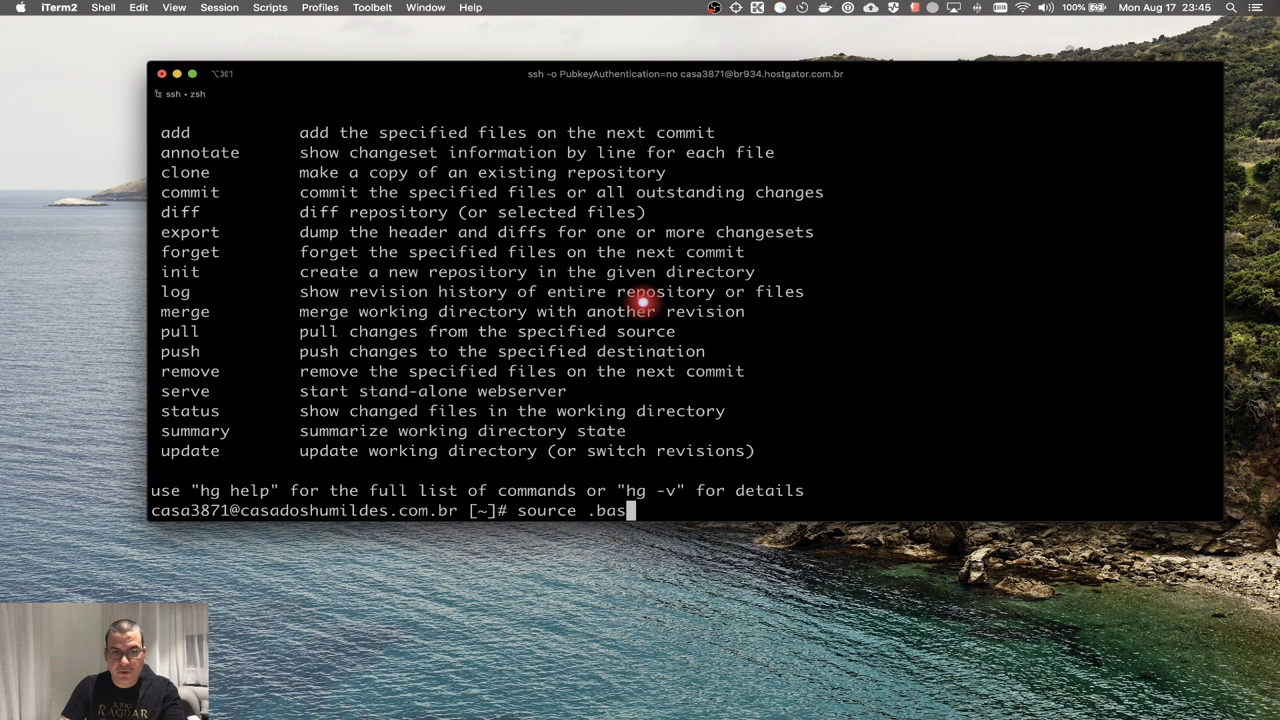 iTerm2 Shell Edit View Session Scripts Profiles Toolbelt Window Help 100% Mon Aug 17 23:45
⌥⌘1 ssh -o PubkeyAuthentication=no casa3871@br934.hostgator.com.br
ssh • zsh
add add the specified files on the next commit
annotate show changeset information by line for each file
clone make a copy of an existing repository
commit commit the specified files or all outstanding changes
diff diff repository (or selected files)
export dump the header and diffs for one or more changesets
forget forget the specified files on the next commit
init create a new repository in the given directory
log show revision history of entire repository or files
merge merge working directory with another revision
pull pull changes from the specified source
push push changes to the specified destination
remove remove the specified files on the next commit
serve start stand-alone webserver
status show changed files in the working directory
summary summarize working directory state
update update working directory (or switch revisions)
use "hg help" for the full list of commands or "hg -v" for details
casa3871@casadoshumildes.com.br [~]# source .bas
KING
RAGNAR